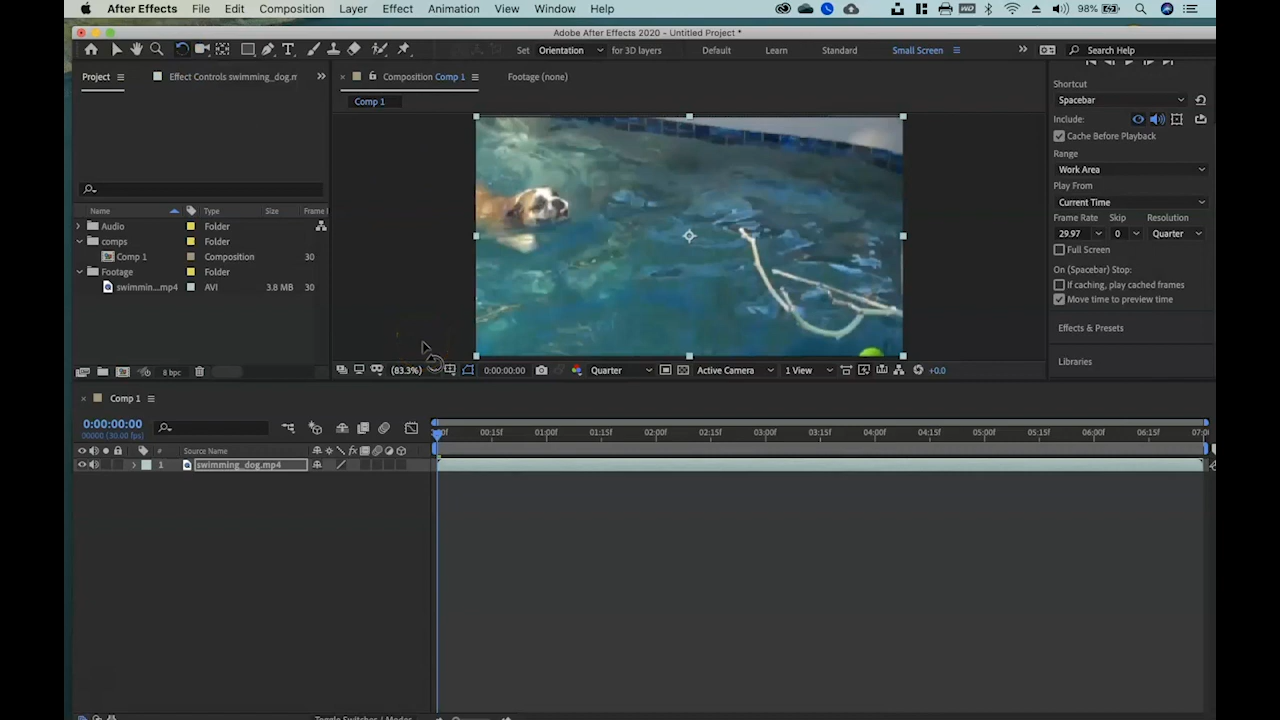 After Effects File Edit Composition Layer Effect Animation View Window Help 98%
Adobe After Effects 2020 - Untitled Project *
Set Orientation for 3D layers Default Learn Standard Small Screen Search Help
Project Effect Controls swimming_dog.m Composition Comp 1 Footage (none)
Comp 1
Shortcut
Spacebar
Include:
Cache Before Playback
Range
Work Area
Play From
Current Time
Frame Rate Skip Resolution
29.97 0 Quarter
Full Screen
On (Spacebar) Stop:
If caching, play cached frames
Move time to preview time
Effects & Presets
Libraries
Name Type Size Frame I
Audio Folder
comps Folder
Comp 1 Composition 30
Footage Folder
swimmin...mp4 AVI 3.8 MB 30
8 bpc
(83.3%) 0:00:00:00 Quarter Active Camera 1 View +0.0
Comp 1
0:00:00:00
00000 (30.00 fps)
:00f 00:15f 01:00f 01:15f 02:00f 02:15f 03:00f 03:15f 04:00f 04:15f 05:00f 05:15f 06:00f 06:15f 07:0
# Source Name
1 swimming_dog.mp4
Toggle Switches / Modes